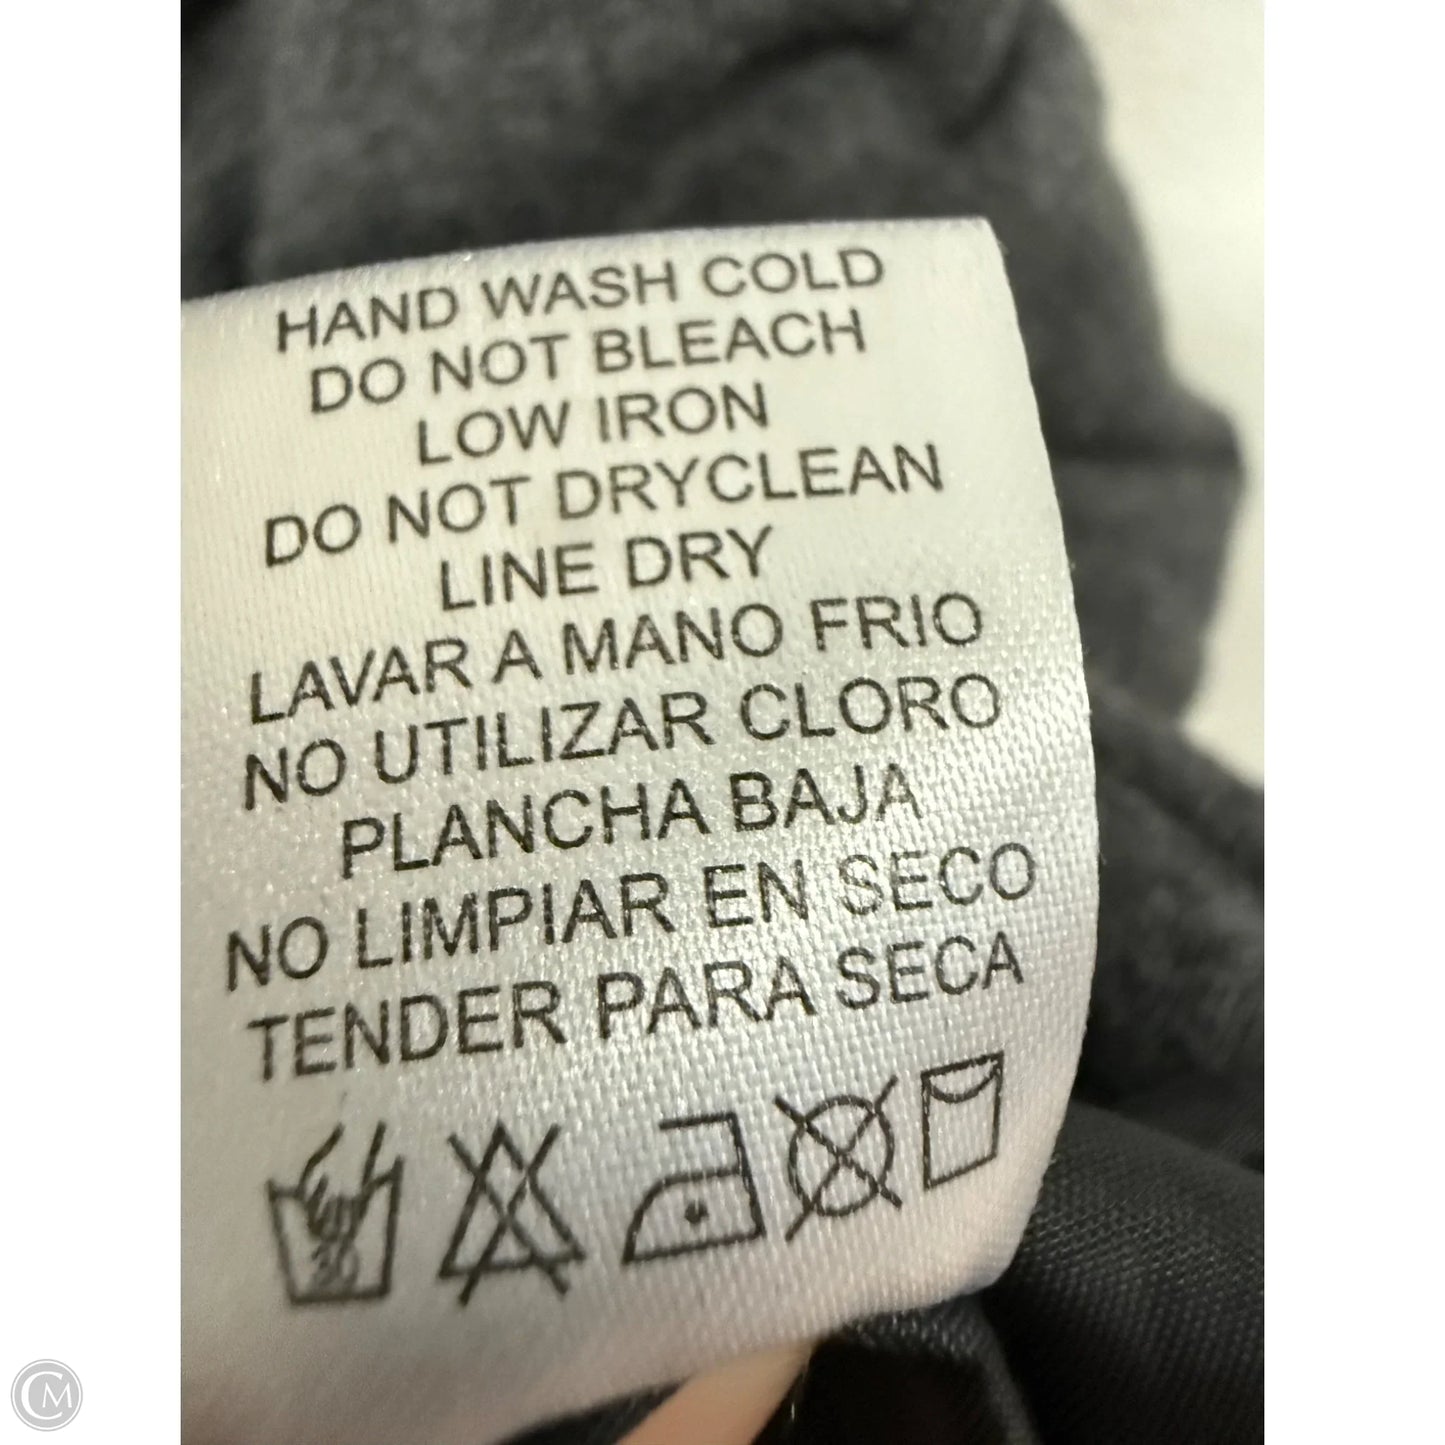 HAND WASH COLD
DO NOT BLEACH
LOW IRON
DO NOT DRYCLEAN
LINE DRY
LAVAR A MANO FRIO
NO UTILIZAR CLORO
PLANCHA BAJA
NO LIMPIAR EN SECO
TENDER PARA SECA
CM